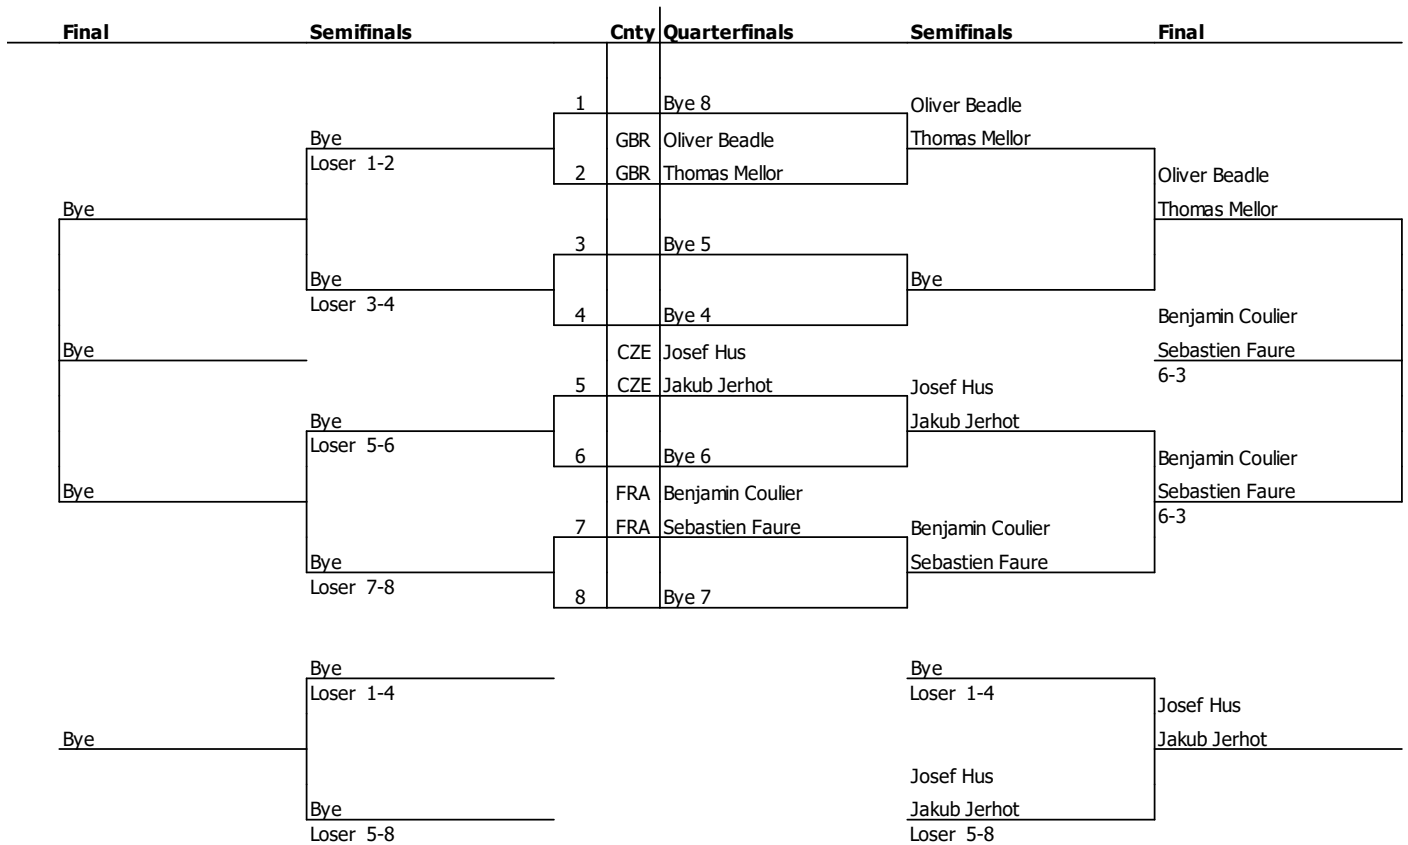 Final Semifinals Cnty Quarterfinals Semifinals Final
1 Bye 8 Oliver Beadle
Bye GBR Oliver Beadle Thomas Mellor
Loser 1-2
2 GBR Thomas Mellor Oliver Beadle
Bye Thomas Mellor
3 Bye 5
Bye Bye
Loser 3-4
4 Bye 4 Benjamin Coulier
Bye CZE Josef Hus Sebastien Faure
6-3
5 CZE Jakub Jerhot Josef Hus
Bye Jakub Jerhot
Loser 5-6
6 Bye 6 Benjamin Coulier
Bye FRA Benjamin Coulier Sebastien Faure
6-3
7 FRA Sebastien Faure Benjamin Coulier
Bye Sebastien Faure
Loser 7-8
8 Bye 7
Bye Bye
Loser 1-4 Loser 1-4
Josef Hus
Bye Jakub Jerhot
Josef Hus
Bye Jakub Jerhot
Loser 5-8 Loser 5-8